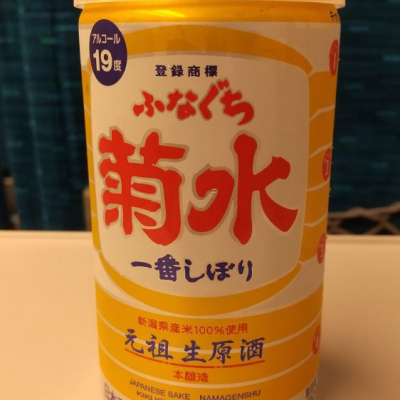 アルコール
19度
登録商標
ふなぐち
菊水
一番しぼり
新潟県産米100%使用
元祖 生原酒
本醸造
JAPANESE SAKE NAMAGENSHU